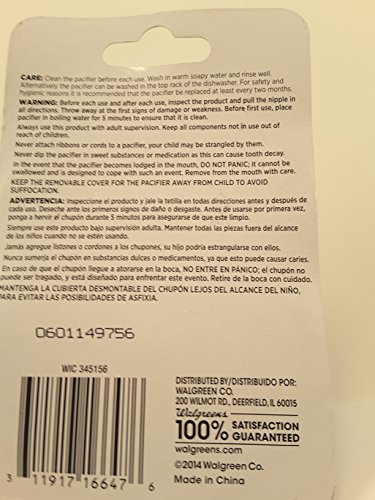 CARE: Clean the pacifier before each use. Wash in warm soapy water and rinse well.
Alternatively the pacifier can be washed in the top rack of the dishwasher. For safety and
hygienic reasons it is recommended that the pacifier be replaced at least every two months.
WARNING: Before each use and after each use, inspect the product and pull the nipple in
all directions. Throw away at the first signs of damage or weakness. Before first use, place
pacifier in boiling water for 5 minutes to ensure that it is clean.
Always use this product with adult supervision. Keep all components not in use out of
reach of children.
Never attach ribbons or cords to a pacifier, your child may be strangled by them.
Never dip the pacifier in sweet substances or medication as this can cause tooth decay.
In the event that the pacifier becomes lodged in the mouth, DO NOT PANIC; it cannot be
swallowed and is designed to cope with such an event. Remove from the mouth with care.
KEEP THE REMOVABLE COVER FOR THE PACIFIER AWAY FROM CHILD TO AVOID
SUFFOCATION.
ADVERTENCIA: Inspeccione el producto y jale la tetilla en todas direcciones antes y después de
cada uso. Deseche ante los primeros signos de daño o desgaste. Antes de usarse por primera vez,
ponga a hervir el chupón durante 5 minutos para asegurarse de que este limpio.
Siempre use este producto bajo supervisión adulta. Mantener todas las piezas fuera del alcance
de los niños cuando no se estén usando.
Jamás agregue listones o cordones a los chupones, su hijo podría estrangularse con ellos.
Nunca sumerja el chupón en substancias dulces o medicamentos, ya que esto puede causar caries.
En caso de que el chupón llegue a atorarse en la boca, NO ENTRE EN PÁNICO; el chupón no
puede ser tragado, y está diseñado para enfrentar este evento. Retire de la boca con cuidado.
MANTENGA LA CUBIERTA DESMONTABLE DEL CHUPÓN LEJOS DEL ALCANCE DEL NIÑO,
PARA EVITAR LAS POSIBILIDADES DE ASFIXIA.
0601149756
WIC 345156
3 11917 16647 6
DISTRIBUTED BY/DISTRIBUIDO POR:
WALGREEN CO.
200 WILMOT RD., DEERFIELD, IL 60015
Walgreens
100% SATISFACTION
GUARANTEED
walgreens.com
©2014 Walgreen Co.
Made in China